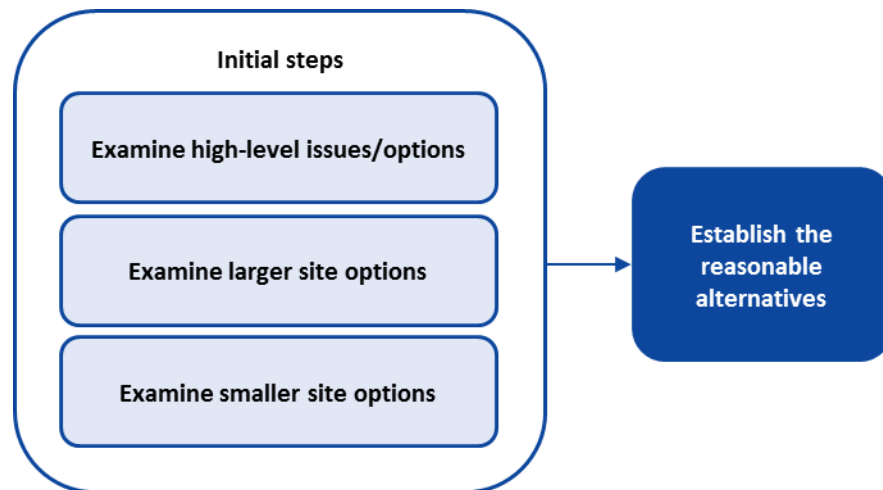 Initial steps
Examine high-level issues/options
Examine larger site options
Examine smaller site options
Establish the
reasonable
alternatives